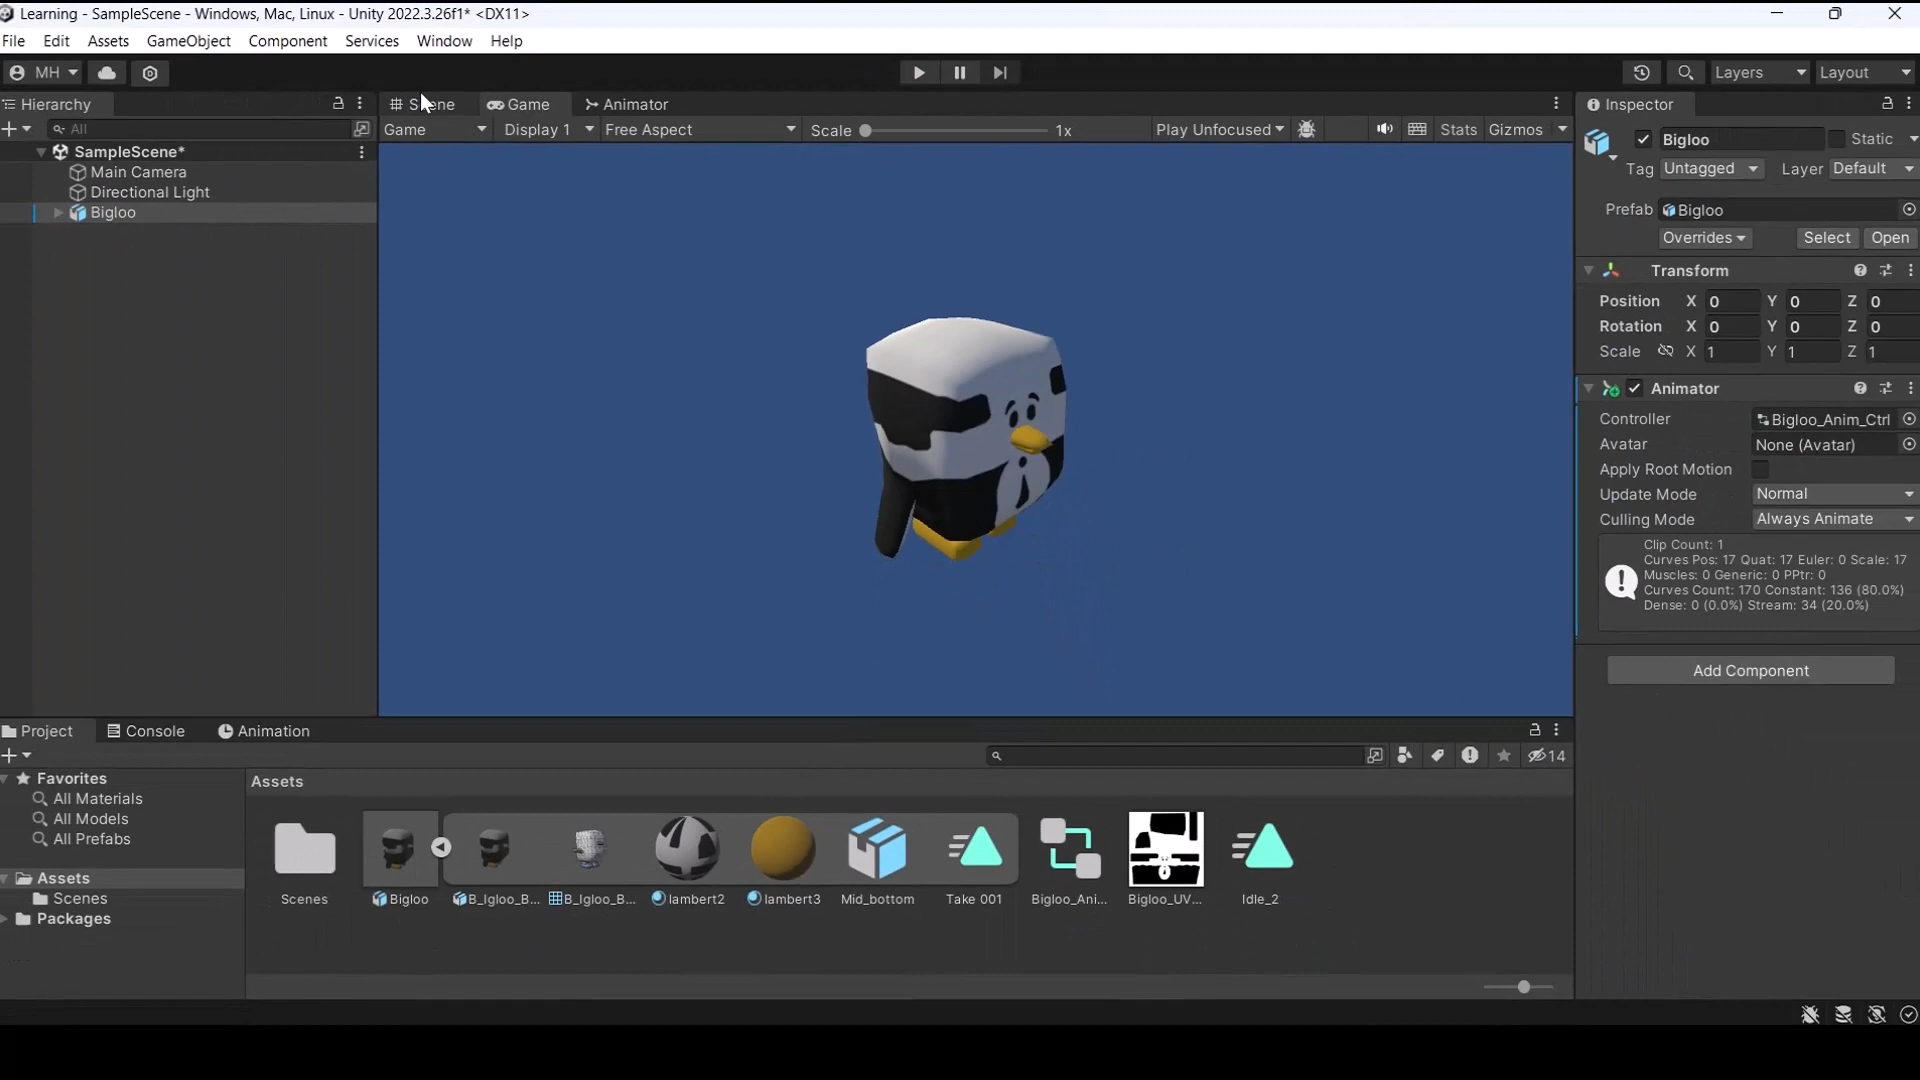 Learning - SampleScene - Windows, Mac, Linux - Unity 2022.3.26f1* <DX11>
File Edit Assets GameObject Component Services Window Help
MH Layers Layout
Hierarchy Game Animator Inspector
All Game Display 1 Free Aspect Scale 1x Play Unfocused Stats Gizmos
Bigloo Static
SampleScene*
Main Camera
Directional Light
Bigloo
Tag Untagged Layer Default
Prefab Bigloo
Overrides Select Open
Transform
Position X 0 Y 0 Z 0
Rotation X 0 Y 0 Z 0
Scale X 1 Y 1 Z 1
Animator
Controller Bigloo_Anim_Ctrl
Avatar None (Avatar)
Apply Root Motion
Update Mode Normal
Culling Mode Always Animate
Clip Count: 1
Curves Pos: 17 Quat: 17 Euler: 0 Scale: 17
Muscles: 0 Generic: 0 PPtr: 0
Curves Count: 170 Constant: 136 (80.0%)
Dense: 0 (0.0%) Stream: 34 (20.0%)
Add Component
Project Console Animation
14
Favorites
All Materials
All Models
All Prefabs
Assets
Scenes
Packages
Assets
Scenes Bigloo B_Igloo_B... B_Igloo_B... lambert2 lambert3 Mid_bottom Take 001 Bigloo_Ani... Bigloo_UV... Idle_2